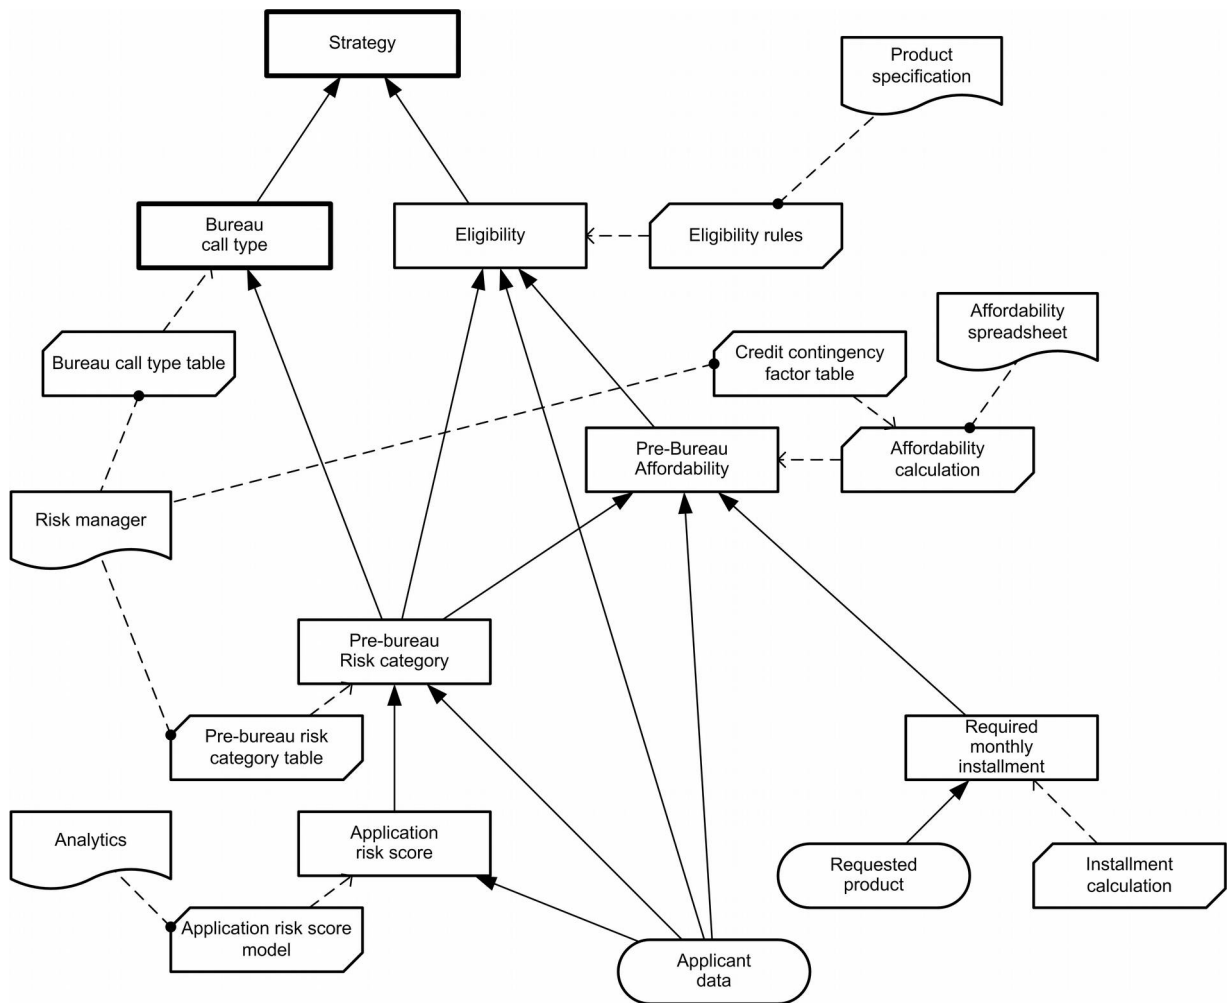 Strategy
Product
specification
Bureau
call type
Eligibility
Eligibility rules
Bureau call type table
Credit contingency
factor table
Affordability
spreadsheet
Pre-Bureau
Affordability
Affordability
calculation
Risk manager
Pre-bureau
Risk category
Pre-bureau risk
category table
Required
monthly
installment
Analytics
Application
risk score
Requested
product
Installment
calculation
Application risk score
model
Applicant
data